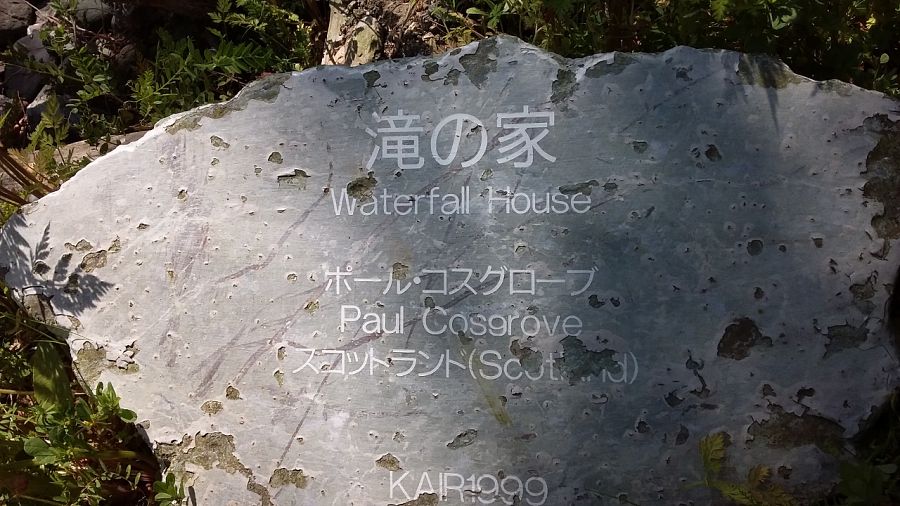 滝の家
Waterfall House
ポール・コスグローブ
Paul Cosgrove
スコットランド(Scotland)
KAIR1999